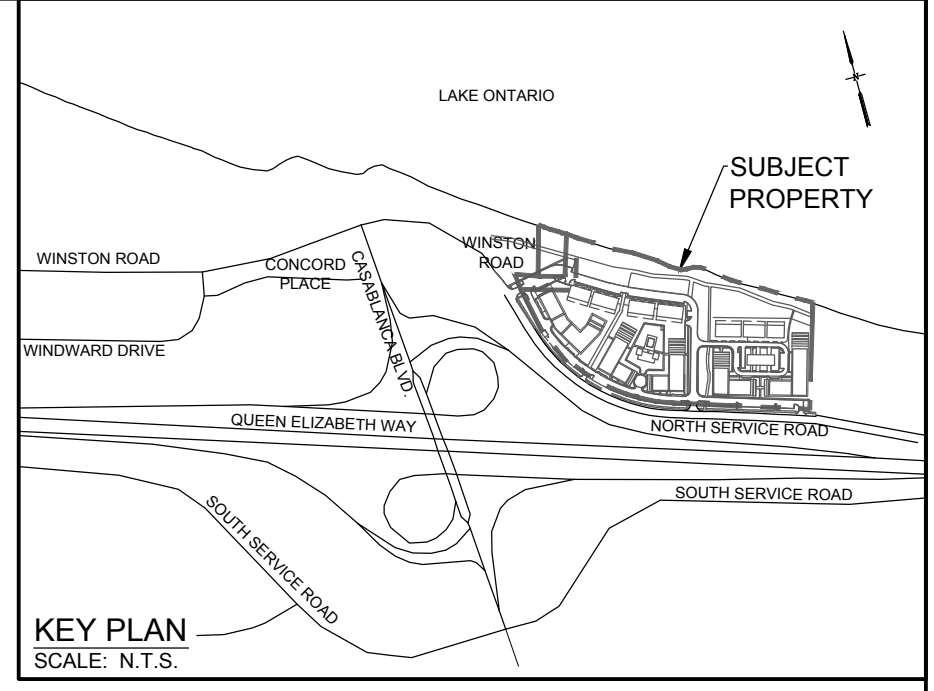 LAKE ONTARIO
N
SUBJECT
PROPERTY
WINSTON
ROAD
WINSTON ROAD
CONCORD
PLACE
CASABLANCA BLVD.
WINDWARD DRIVE
QUEEN ELIZABETH WAY
NORTH SERVICE ROAD
SOUTH SERVICE ROAD
SOUTH SERVICE ROAD
KEY PLAN
SCALE: N.T.S.